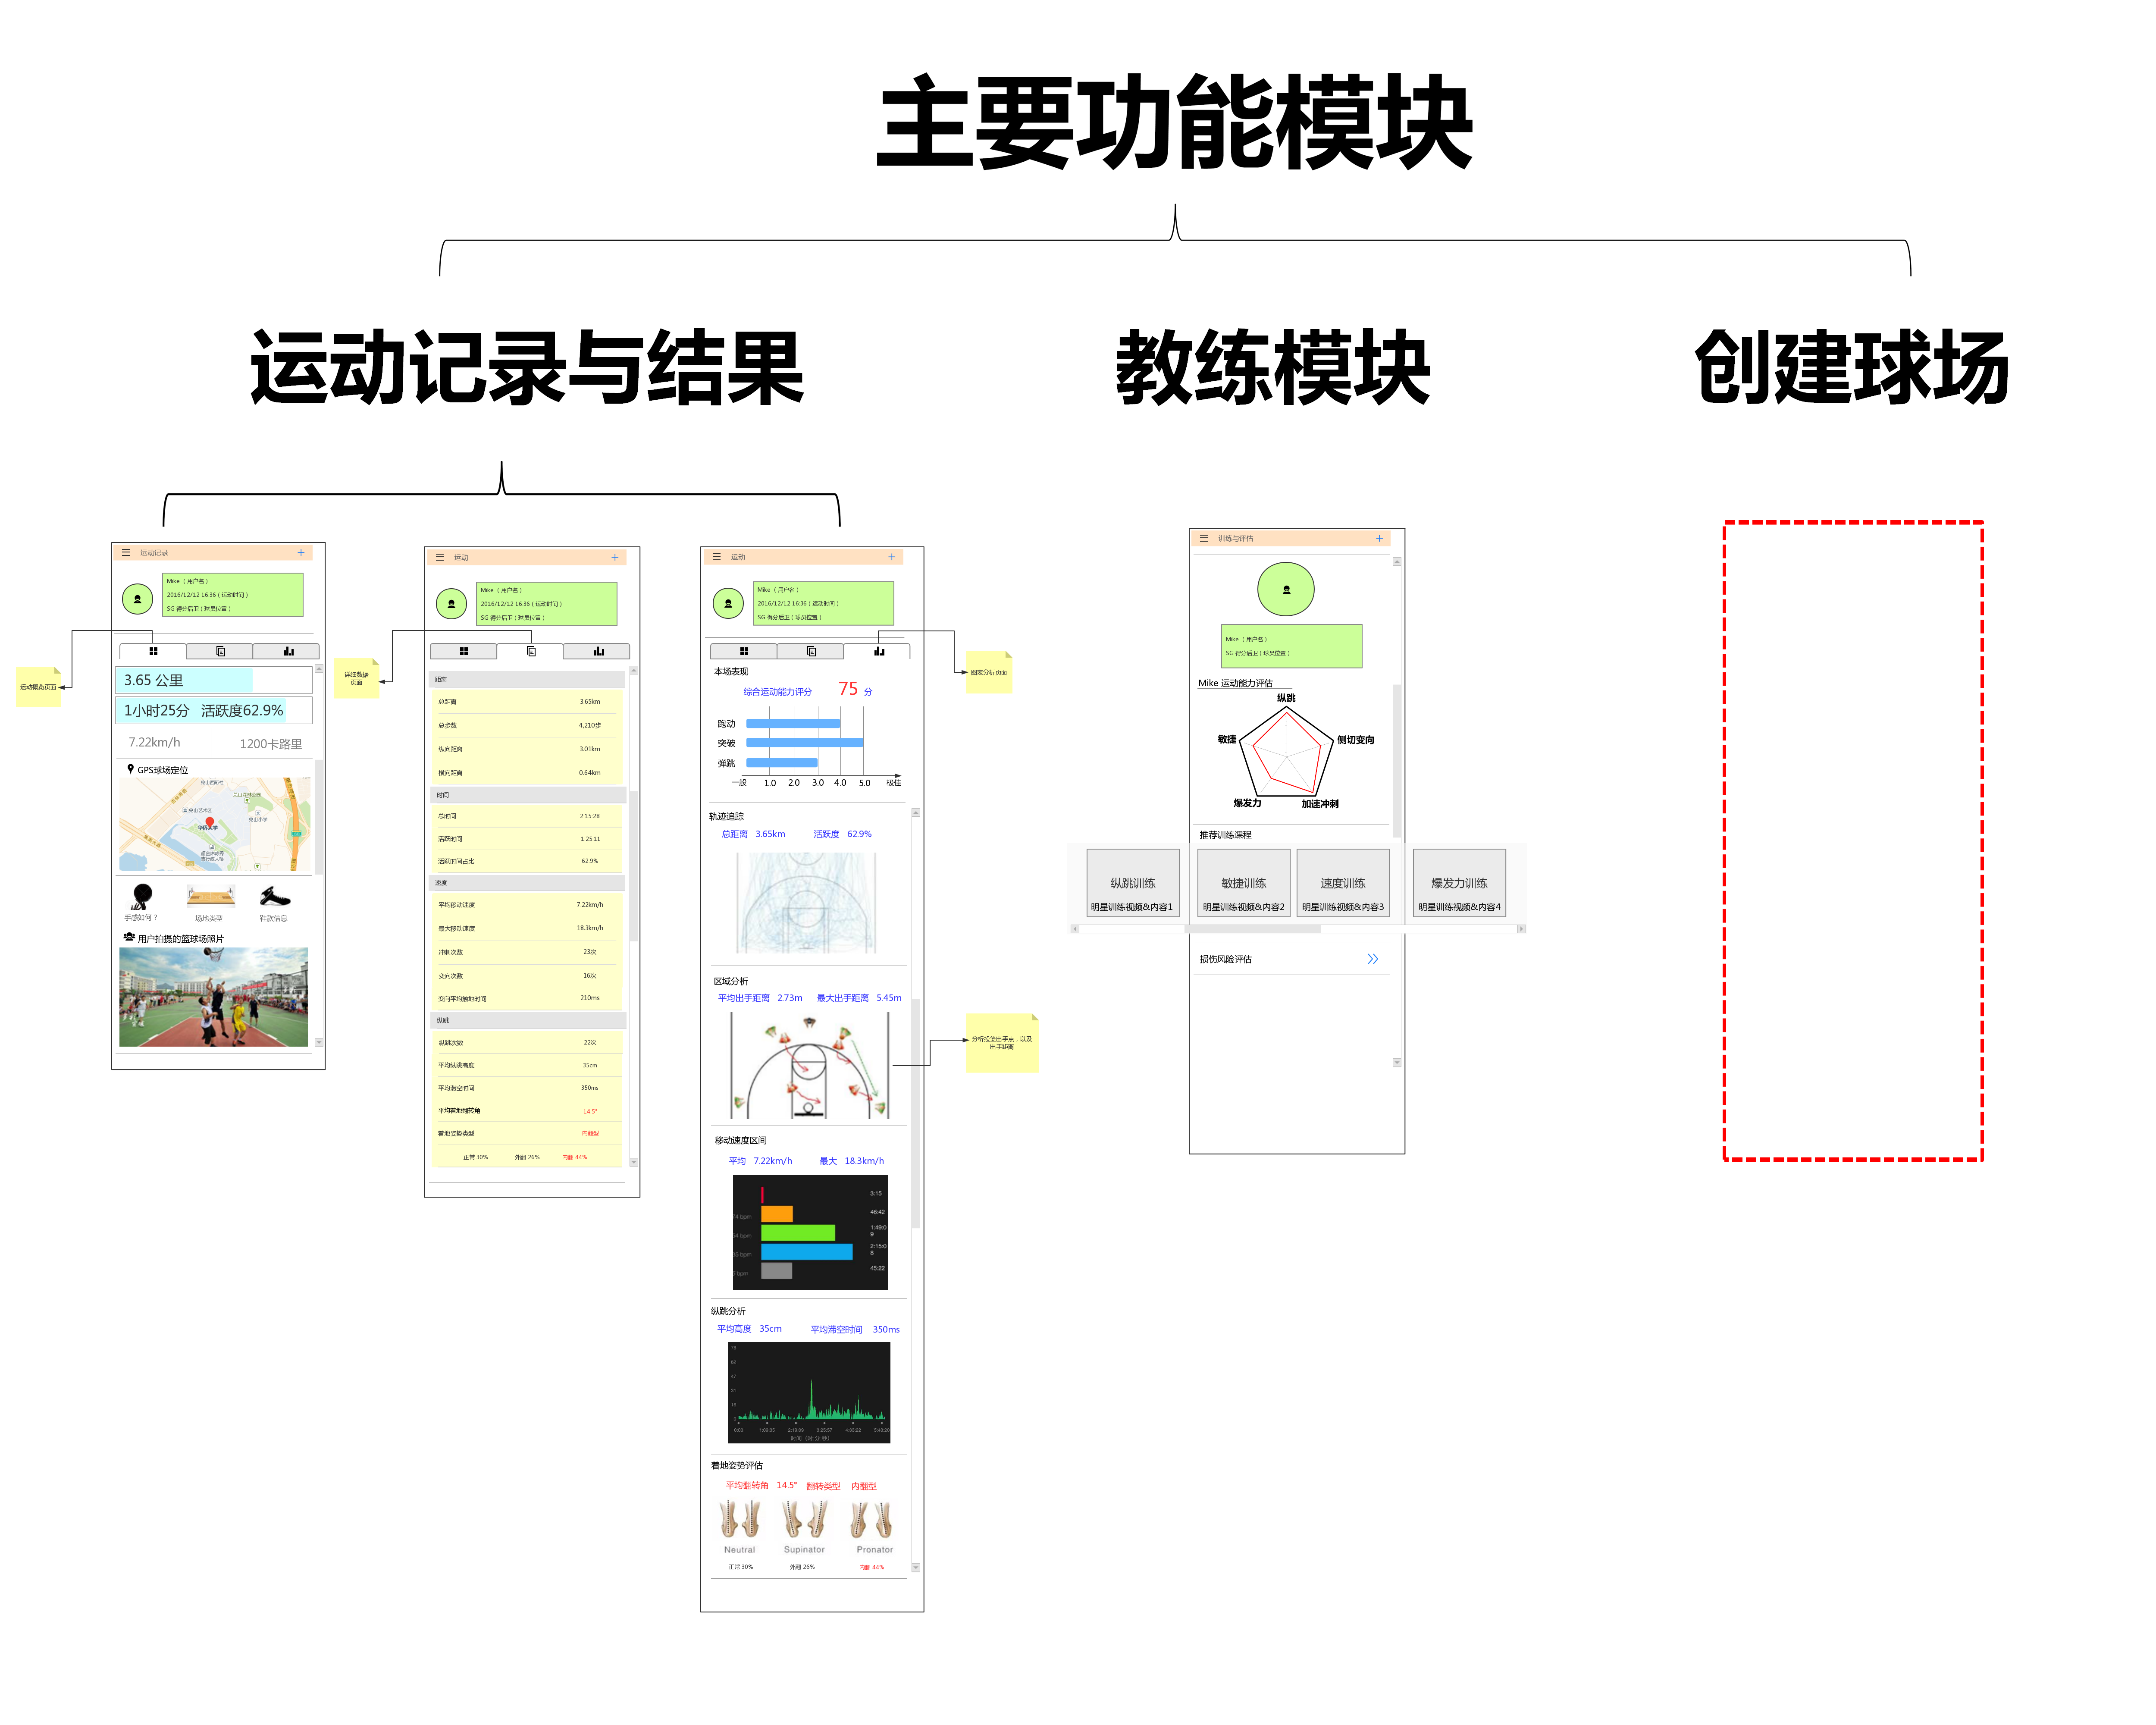 主要功能模块
运动记录与结果
教练模块
创建球场
运动记录
Mike（用户名）
2016/12/12 16:36（运动时间）
SG 得分后卫（球员位置）
运动概览页面
3.65 公里
1小时25分 活跃度62.9%
7.22km/h
1200卡路里
GPS球场定位
手感如何？
场地类型
鞋款信息
用户拍摄的篮球场照片
运动
Mike（用户名）
2016/12/12 16:36（运动时间）
SG 得分后卫（球员位置）
详细数据
页面
距离
总距离 3.65km
总步数 4,210步
纵向距离 3.01km
横向距离 0.64km
时间
总时间 2:15:28
活跃时间 1:25:11
活跃时间占比 62.9%
速度
平均移动速度 7.22km/h
最大移动速度 18.3km/h
冲刺次数 23次
变向次数 16次
变向平均触地时间 210ms
纵跳
纵跳次数 22次
平均纵跳高度 35cm
平均滞空时间 350ms
平均着地翻转角 14.5°
着地姿势类型 内翻型
正常 30% 外翻 26% 内翻 44%
运动
Mike（用户名）
2016/12/12 16:36（运动时间）
SG 得分后卫（球员位置）
图表分析页面
本场表现
综合运动能力评分 75 分
跑动
突破
弹跳
一般 1.0 2.0 3.0 4.0 5.0 极佳
轨迹追踪
总距离 3.65km 活跃度 62.9%
区域分析
平均出手距离 2.73m 最大出手距离 5.45m
分析投篮出手点，以及
出手距离
移动速度区间
平均 7.22km/h 最大 18.3km/h
3:15
46:42
1:49:0
9
2:15:0
8
45:22
纵跳分析
平均高度 35cm 平均滞空时间 350ms
时间（时:分:秒）
着地姿势评估
平均翻转角 14.5° 翻转类型 内翻型
Neutral Supinator Pronator
正常 30% 外翻 26% 内翻 44%
训练与评估
Mike（用户名）
SG 得分后卫（球员位置）
Mike 运动能力评估
纵跳
敏捷
侧切变向
爆发力
加速冲刺
推荐训练课程
纵跳训练
明星训练视频&内容1
敏捷训练
明星训练视频&内容2
速度训练
明星训练视频&内容3
爆发力训练
明星训练视频&内容4
损伤风险评估